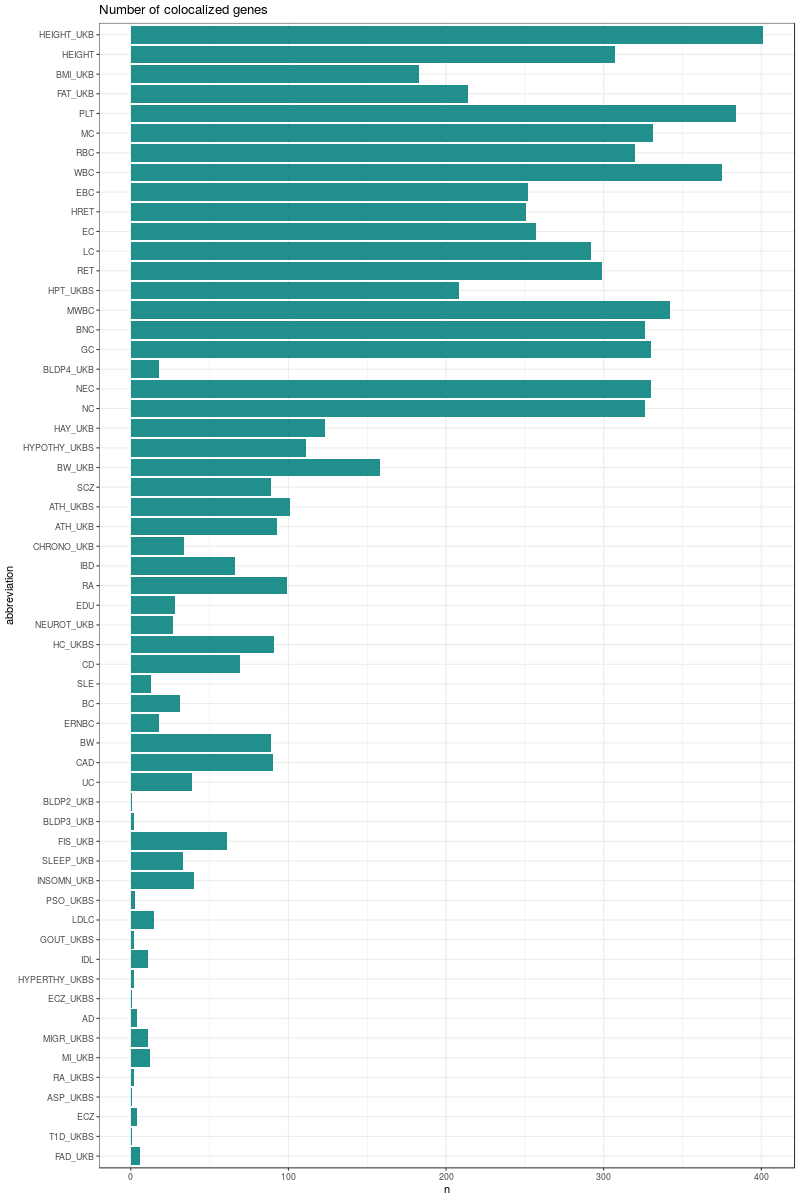 Number of colocalized genes
HEIGHT_UKB
HEIGHT
BMI_UKB
FAT_UKB
PLT
MC
RBC
WBC
EBC
HRET
EC
LC
RET
HPT_UKBS
MWBC
BNC
GC
BLDP4_UKB
NEC
NC
HAY_UKB
HYPOTHY_UKBS
BW_UKB
SCZ
ATH_UKBS
ATH_UKB
CHRONO_UKB
IBD
RA
EDU
NEUROT_UKB
HC_UKBS
CD
SLE
BC
ERNBC
BW
CAD
UC
BLDP2_UKB
BLDP3_UKB
FIS_UKB
SLEEP_UKB
INSOMN_UKB
PSO_UKBS
LDLC
GOUT_UKBS
IDL
HYPERTHY_UKBS
ECZ_UKBS
AD
MIGR_UKBS
MI_UKB
RA_UKBS
ASP_UKBS
ECZ
T1D_UKBS
FAD_UKB
abbreviation
0 100 200 300 400
n